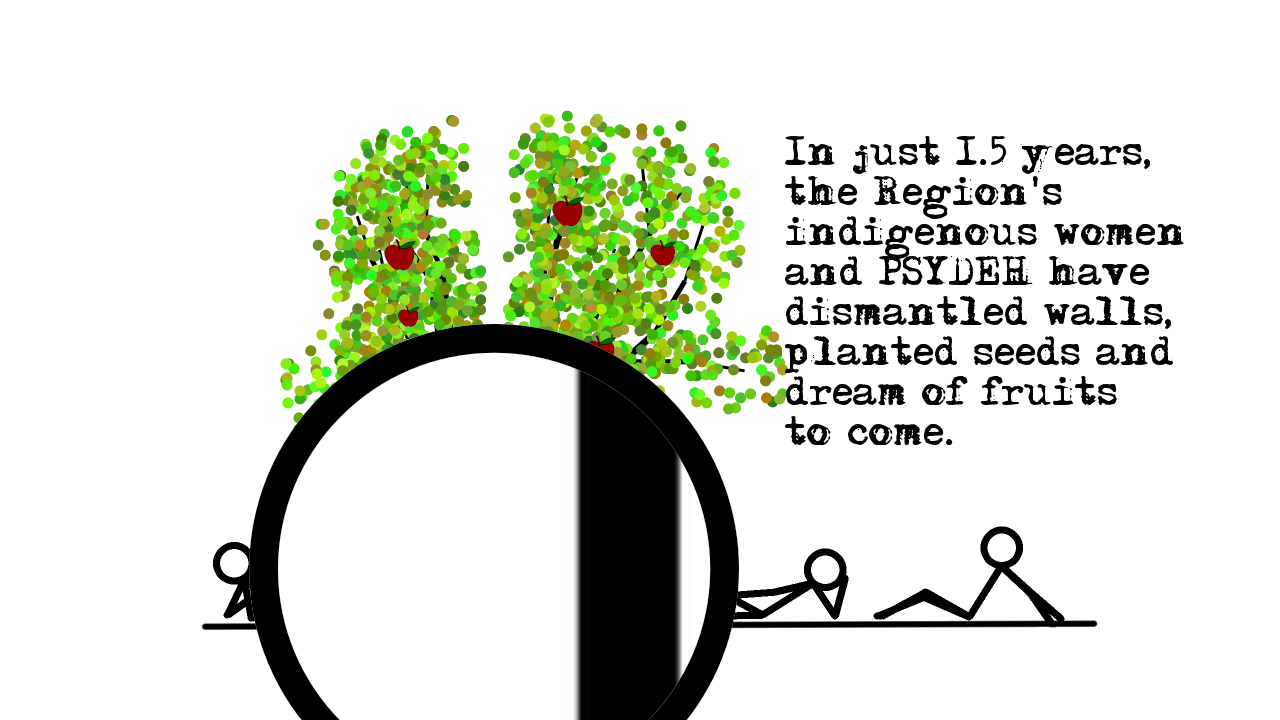 In just 1.5 years,
the Region's
indigenous women
and PSYDEH have
dismantled walls,
planted seeds and
dream of fruits
to come.